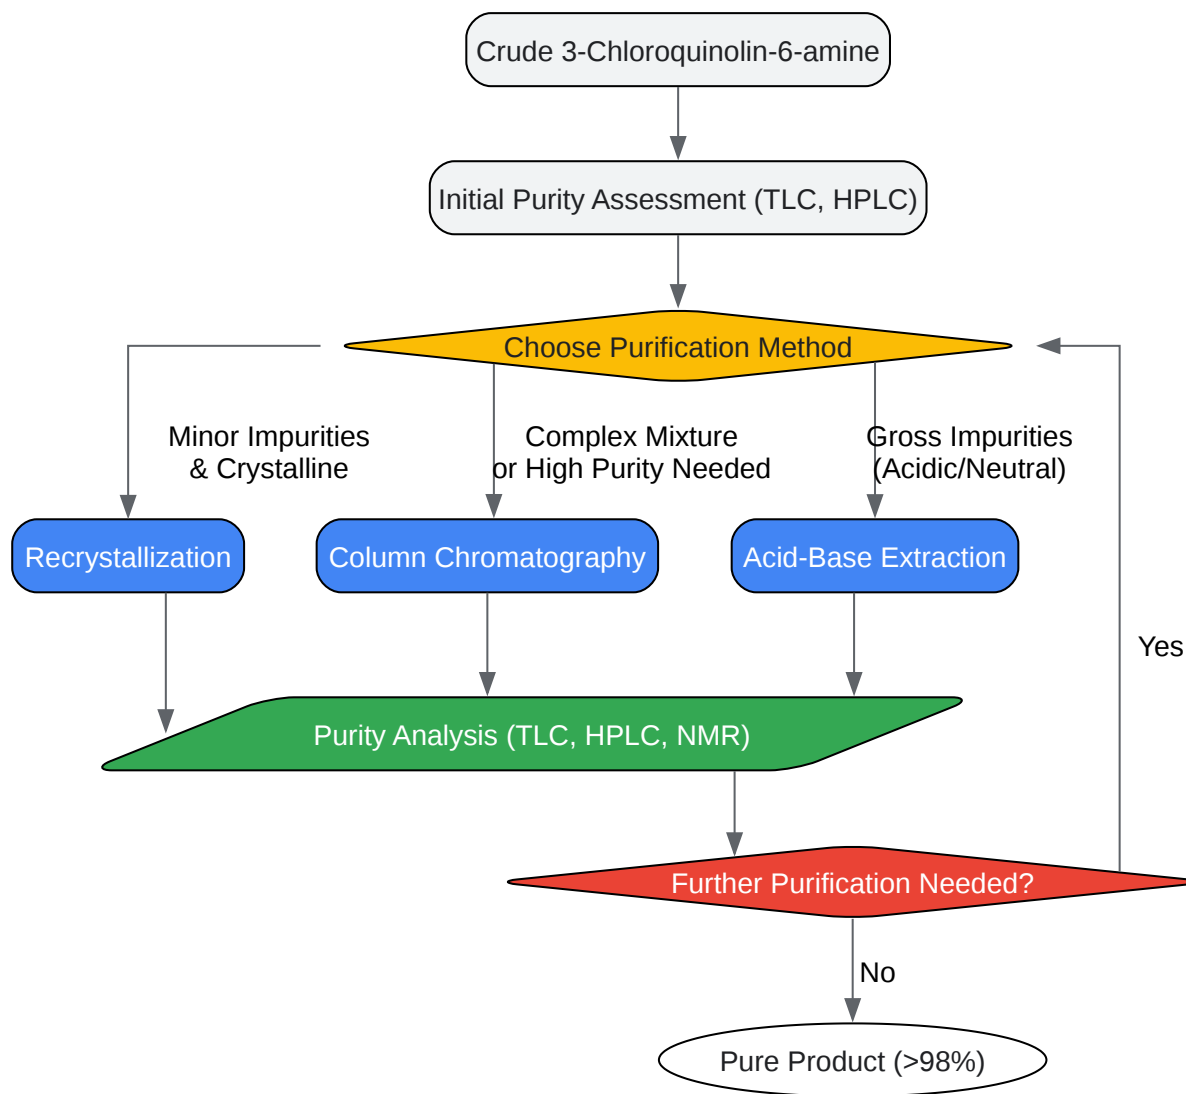 Crude 3-Chloroquinolin-6-amine
Initial Purity Assessment (TLC, HPLC)
Choose Purification Method
Minor Impurities
& Crystalline
Complex Mixture
or High Purity Needed
Gross Impurities
(Acidic/Neutral)
Recrystallization
Column Chromatography
Acid-Base Extraction
Yes
Purity Analysis (TLC, HPLC, NMR)
Further Purification Needed?
No
Pure Product (>98%)